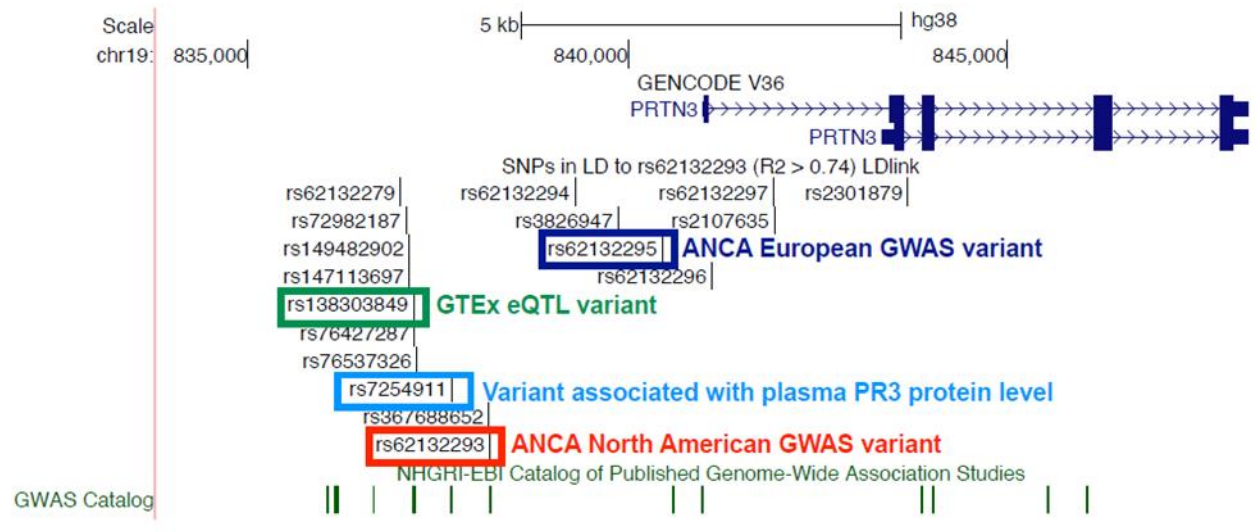 Scale 5 kb hg38
chr19: 835,000 840,000 845,000
GENCODE V36
PRTN3
PRTN3
SNPs in LD to rs62132293 (R2 > 0.74) LDlink
rs62132279 rs62132294 rs62132297 rs2301879
rs72982187 rs3826947 rs2107635
rs149482902 rs62132295 ANCA European GWAS variant
rs147113697 rs62132296
rs138303849 GTEx eQTL variant
rs76427287
rs76537326
rs7254911 Variant associated with plasma PR3 protein level
rs367688652
rs62132293 ANCA North American GWAS variant
NHGRI-EBI Catalog of Published Genome-Wide Association Studies
GWAS Catalog